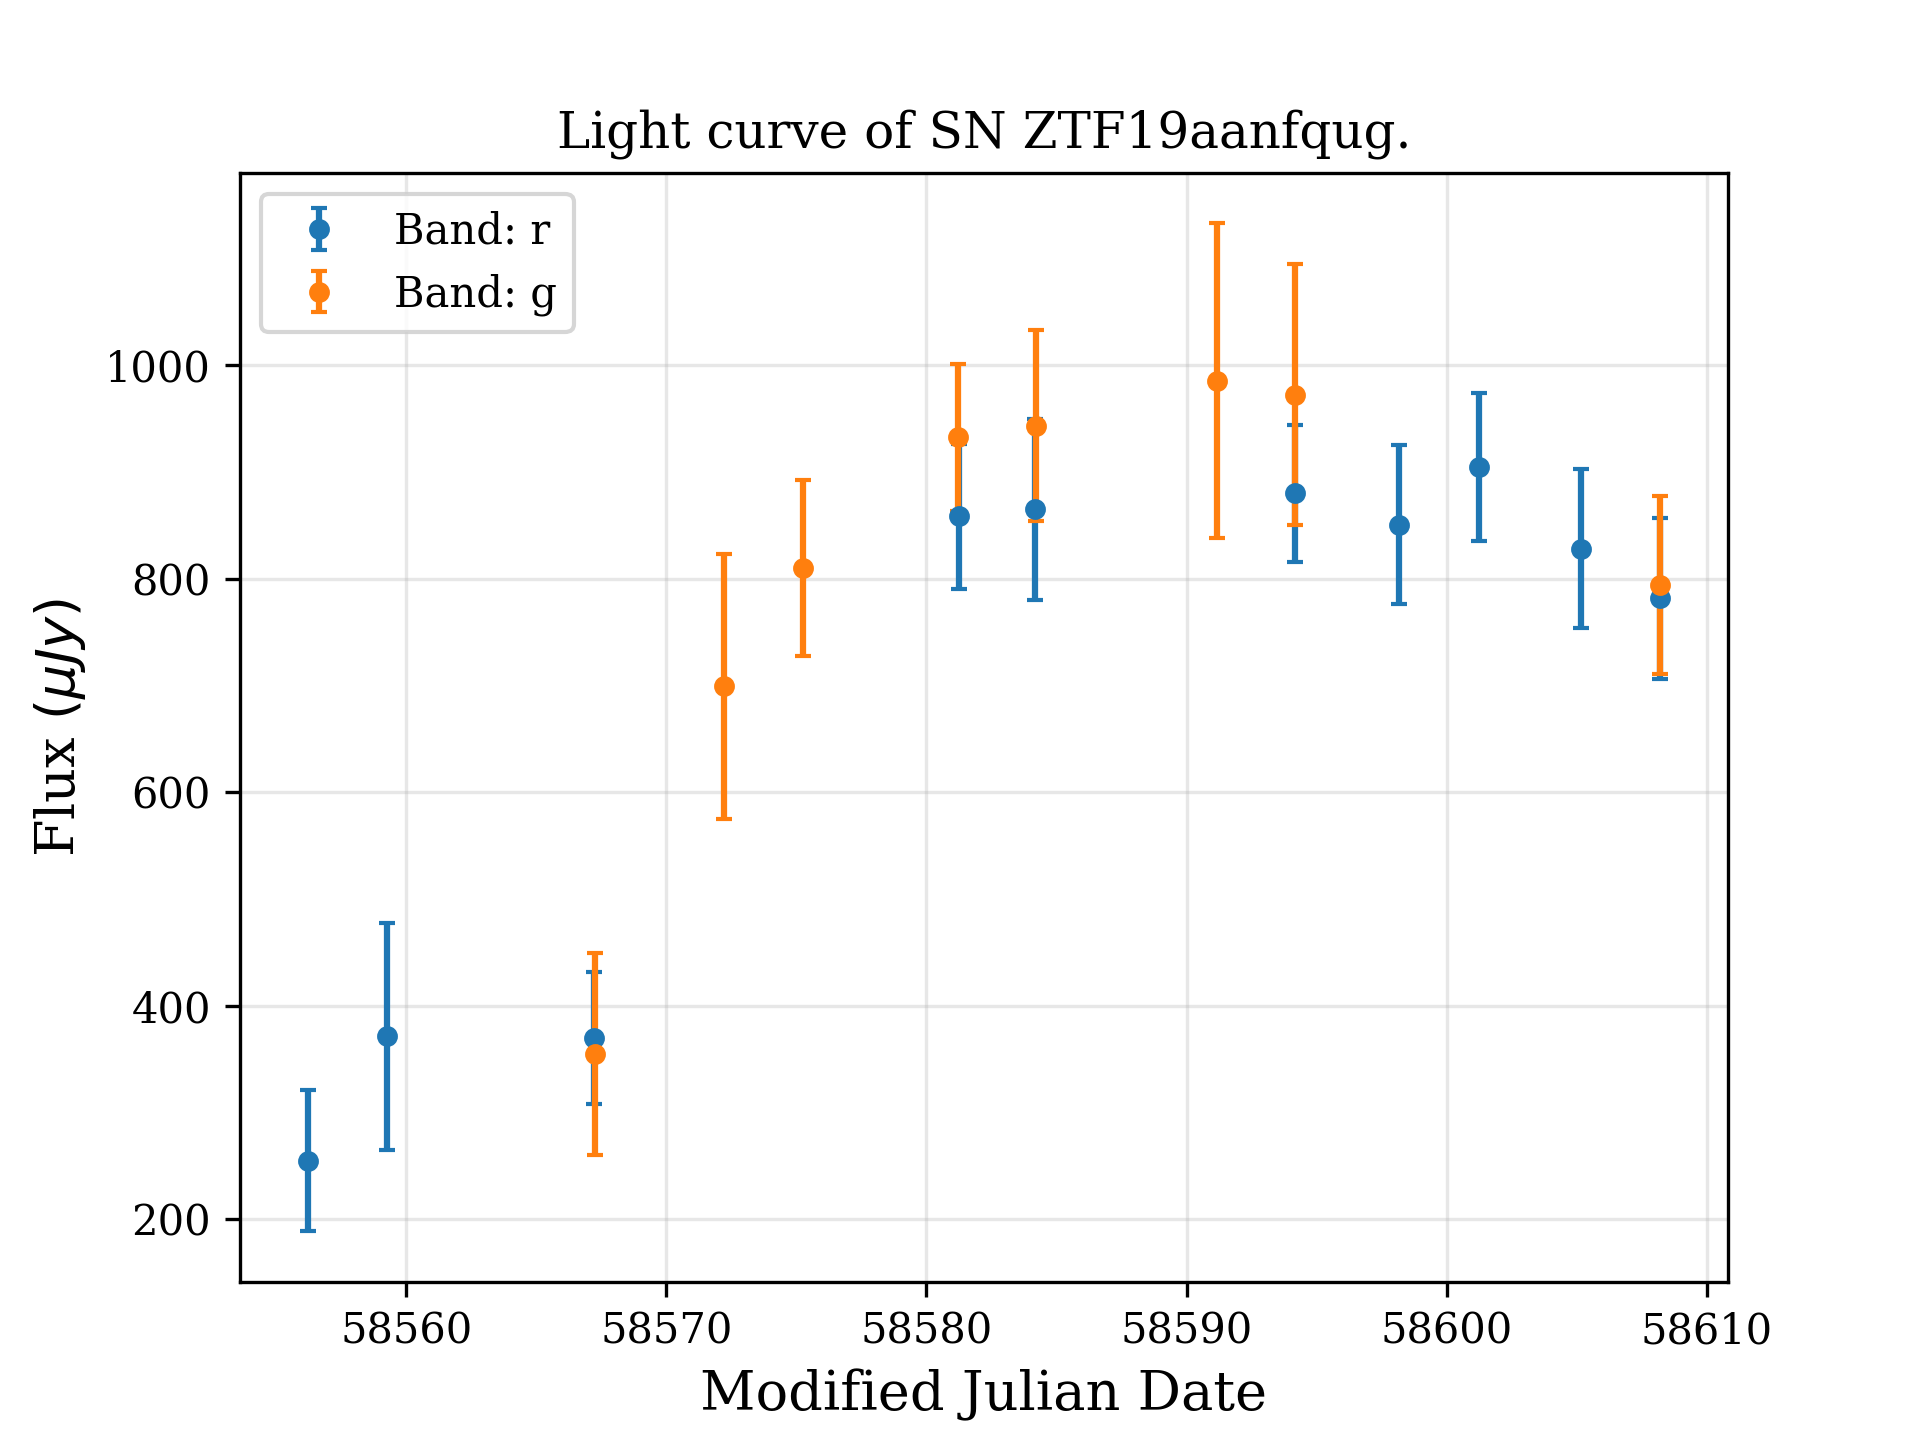 Light curve of SN ZTF19aanfqug.
Band: r
Band: g
1000
800
600
400
200
Flux (μJy)
58560 58570 58580 58590 58600 58610
Modified Julian Date